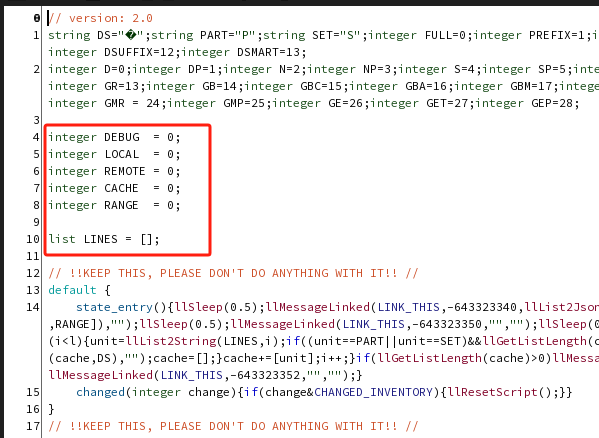 0 // version: 2.0
1 string DS="�";string PART="P";string SET="S";integer FULL=0;integer PREFIX=1;i
integer DSUFFIX=12;integer DSMART=13;
2 integer D=0;integer DP=1;integer N=2;integer NP=3;integer S=4;integer SP=5;inte
integer GR=13;integer GB=14;integer GBC=15;integer GBA=16;integer GBM=17;intege
integer GMR = 24;integer GMP=25;integer GE=26;integer GET=27;integer GEP=28;
3
4 integer DEBUG  = 0;
5 integer LOCAL  = 0;
6 integer REMOTE = 0;
7 integer CACHE  = 0;
8 integer RANGE  = 0;
9
10 list LINES = [];
11
12 // !!KEEP THIS, PLEASE DON'T DO ANYTHING WITH IT!! //
13 default {
14     state_entry(){llSleep(0.5);llMessageLinked(LINK_THIS,-643323340,llList2Json
,RANGE]),"");llSleep(0.5);llMessageLinked(LINK_THIS,-643323350,"","");llSleep(0
(i<l){unit=llList2String(LINES,i);if((unit==PART||unit==SET)&&llGetListLength(c
(cache,DS),"");cache=[];}cache+=[unit];i++;}if(llGetListLength(cache)>0)llMessa
llMessageLinked(LINK_THIS,-643323352,"","");}
15     changed(integer change){if(change&CHANGED_INVENTORY){llResetScript();}}
16 }
17 // !!KEEP THIS, PLEASE DON'T DO ANYTHING WITH IT!! //